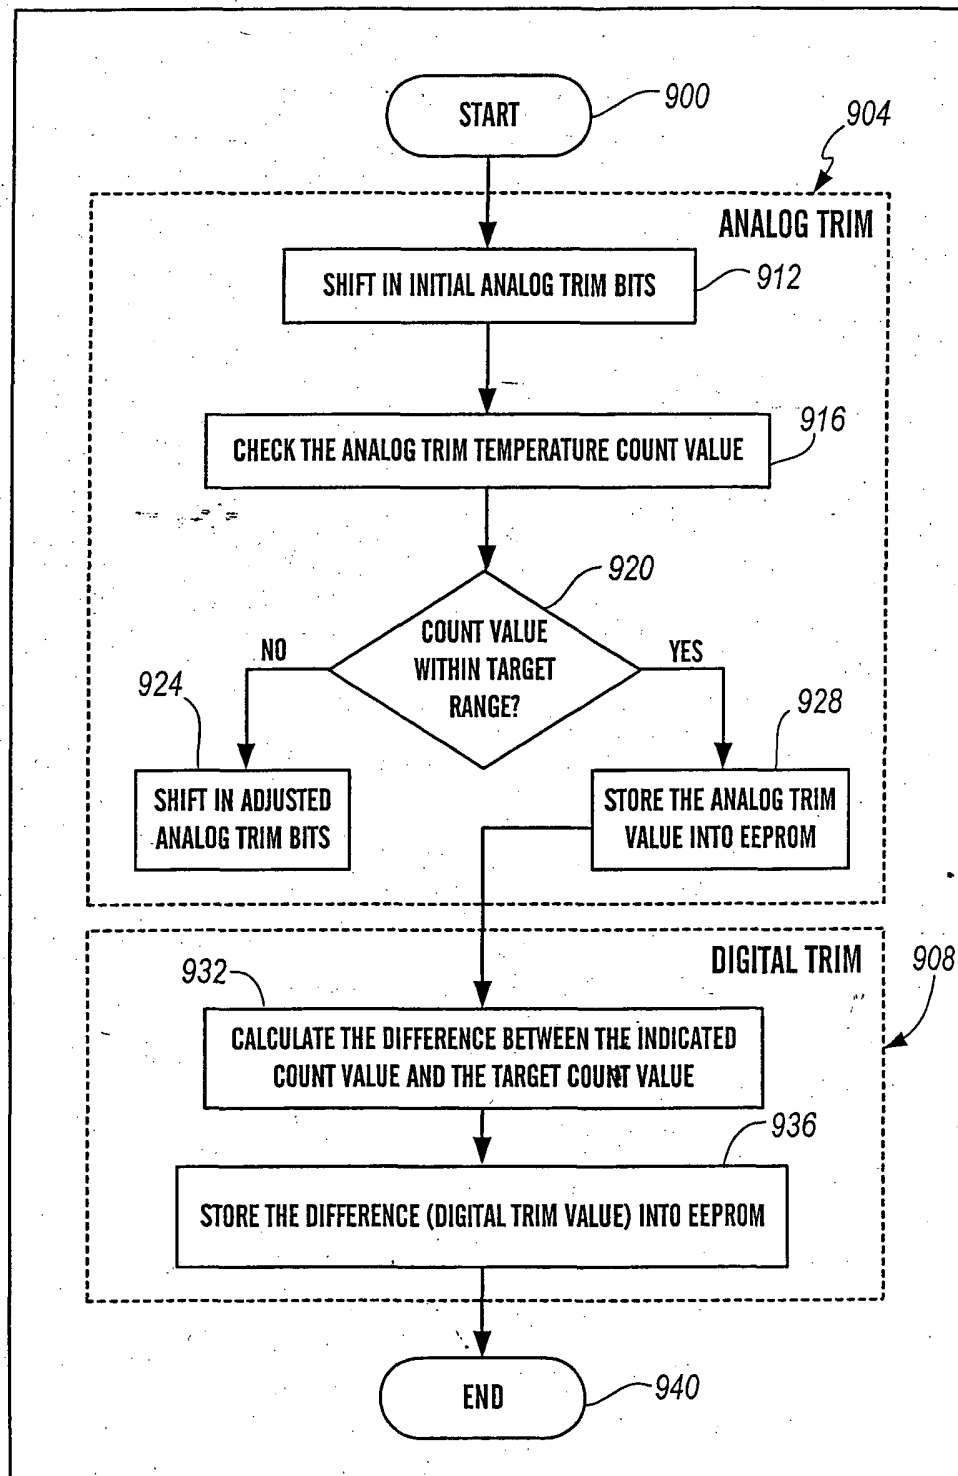 START
900
904
ANALOG TRIM
SHIFT IN INITIAL ANALOG TRIM BITS
912
CHECK THE ANALOG TRIM TEMPERATURE COUNT VALUE
916
920
COUNT VALUE
WITHIN TARGET
RANGE?
NO
YES
924
928
SHIFT IN ADJUSTED
ANALOG TRIM BITS
STORE THE ANALOG TRIM
VALUE INTO EEPROM
DIGITAL TRIM
908
932
CALCULATE THE DIFFERENCE BETWEEN THE INDICATED
COUNT VALUE AND THE TARGET COUNT VALUE
936
STORE THE DIFFERENCE (DIGITAL TRIM VALUE) INTO EEPROM
END
940